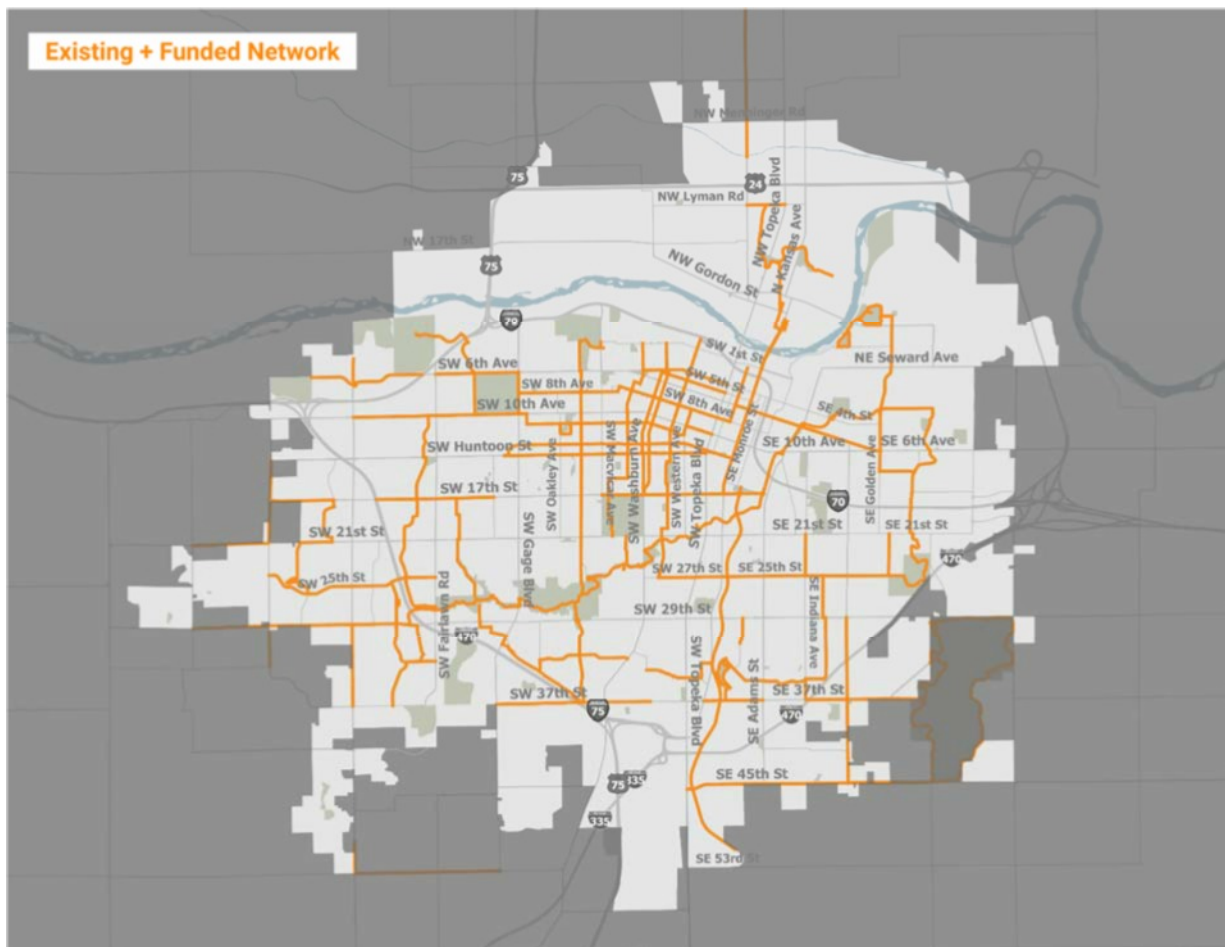 Existing + Funded Network
NW Menninger Rd
75
24
NW Lyman Rd
NW Topeka Blvd
N Kansas Ave
NW 17th St
75
NW Gordon St
70
SW 1st St
NE Seward Ave
SW 6th Ave
SW 5th St
SW 8th Ave
SW 8th Ave
SW 10th Ave
SE 4th St
SW Huntoon St
SE 10th Ave
SE 6th Ave
SW Oakley Ave
SW Macvicar Ave
SW Washburn Ave
SW Western Ave
SW Topeka Blvd
SE Monroe St
SE Golden Ave
SW 17th St
70
SW 21st St
SE 21st St
SE 21st St
SW Gage Blvd
470
SW 25th St
SW 27th St
SE 25th St
SW Fairlawn Rd
SW 29th St
SE Indiana Ave
470
SW Topeka Blvd
SE Adams St
SW 37th St
SE 37th St
75
470
SE 45th St
75
335
335
SE 53rd St